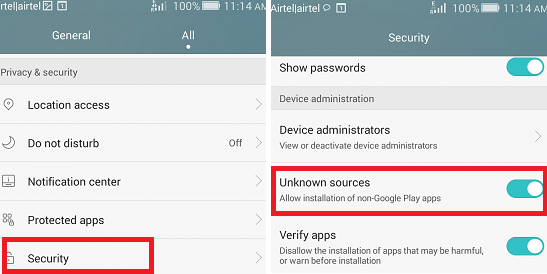 rtel|airtel 100% 11:14 AM
General All
Privacy & security
Location access
Do not disturb Off
Notification center
Protected apps
Security
Airtel|airtel 100% 11:14 AM
Security
Show passwords
Device administration
Device administrators
View or deactivate device administrators
Unknown sources
Allow installation of non-Google Play apps
Verify apps
Disallow the installation of apps that may be harmful,
or warn before installation